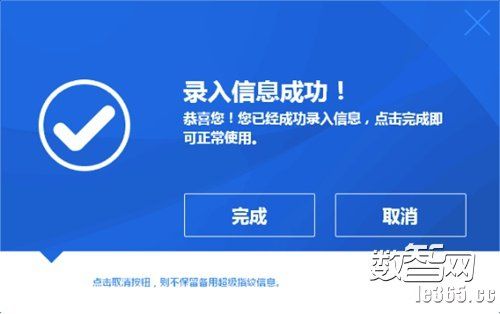 录入信息成功！
恭喜您！您已经成功录入信息，点击完成即
可正常使用。
完成
取消
点击取消按钮，则不保留备用超级指纹信息。
数智网
le365.cc